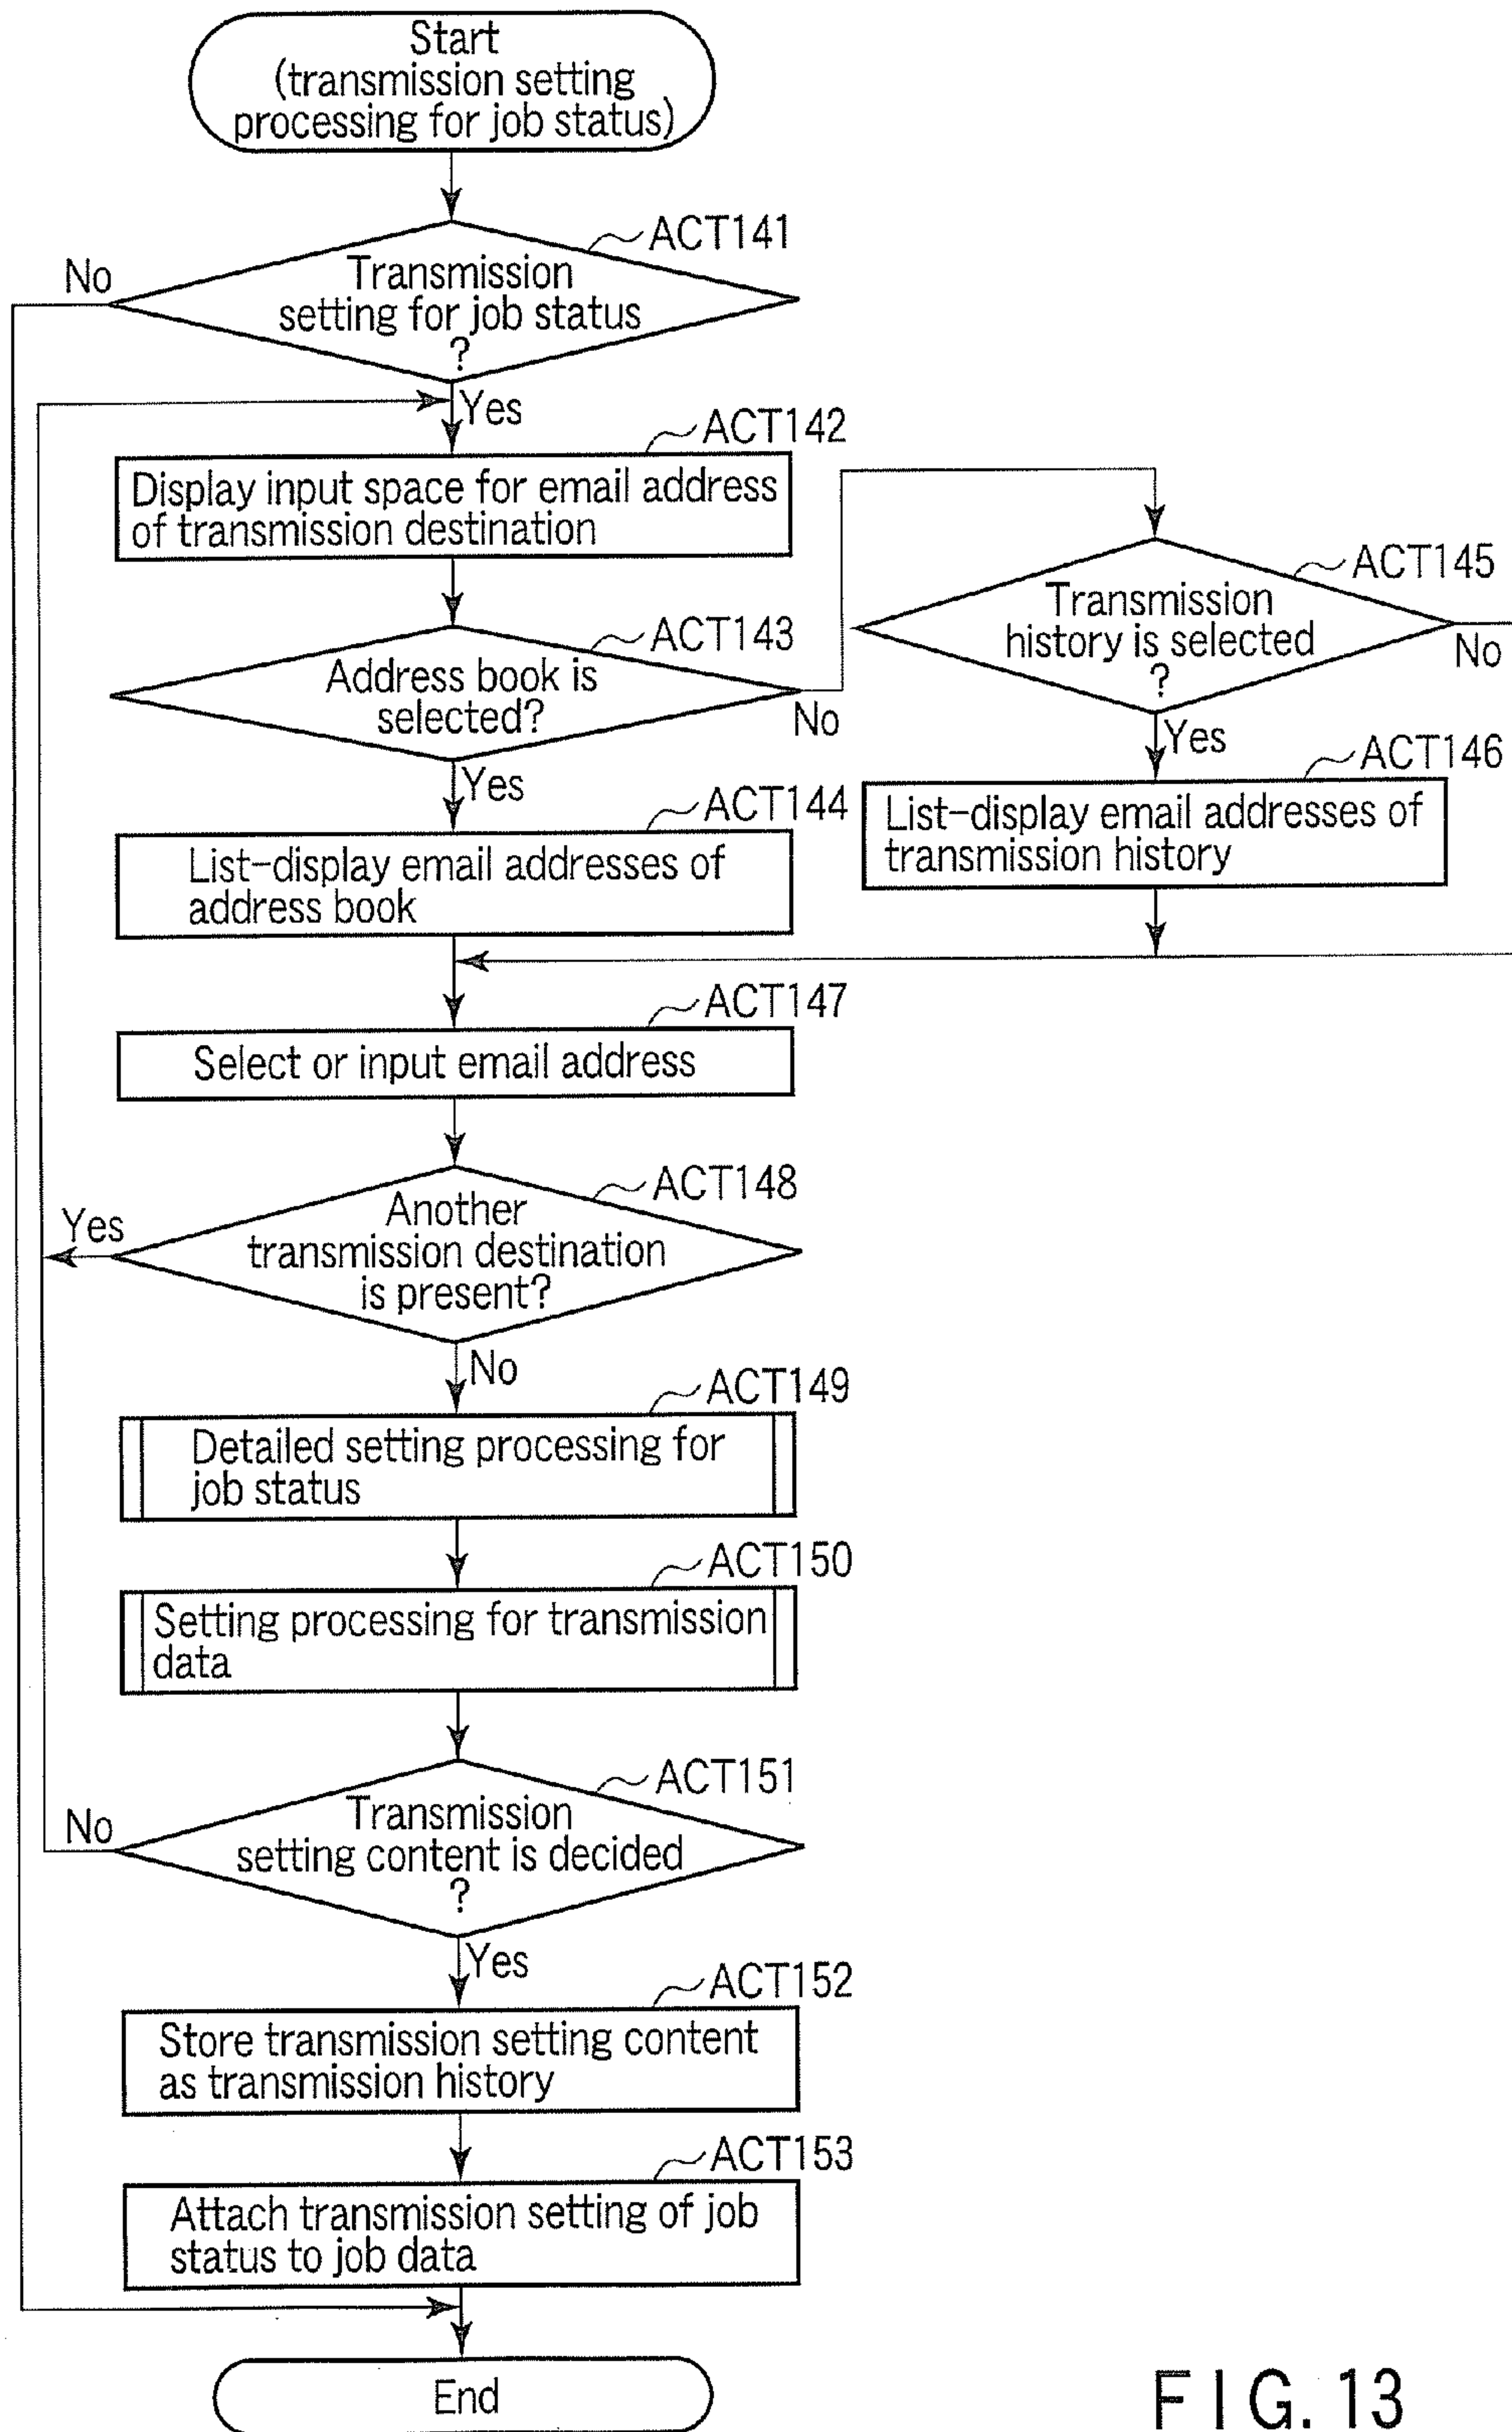 Start
(transmission setting
processing for job status)
ACT141
No
Transmission
setting for job status
?
Yes
ACT142
Display input space for email address
of transmission destination
ACT143
Address book is
selected?
No
Yes
ACT144
List-display email addresses of
address book
ACT145
Transmission
history is selected
?
No
Yes
ACT146
List-display email addresses of
transmission history
ACT147
Select or input email address
ACT148
Yes
Another
transmission destination
is present?
No
ACT149
Detailed setting processing for
job status
ACT150
Setting processing for transmission
data
ACT151
No
Transmission
setting content is decided
?
Yes
ACT152
Store transmission setting content
as transmission history
ACT153
Attach transmission setting of job
status to job data
End
FIG. 13